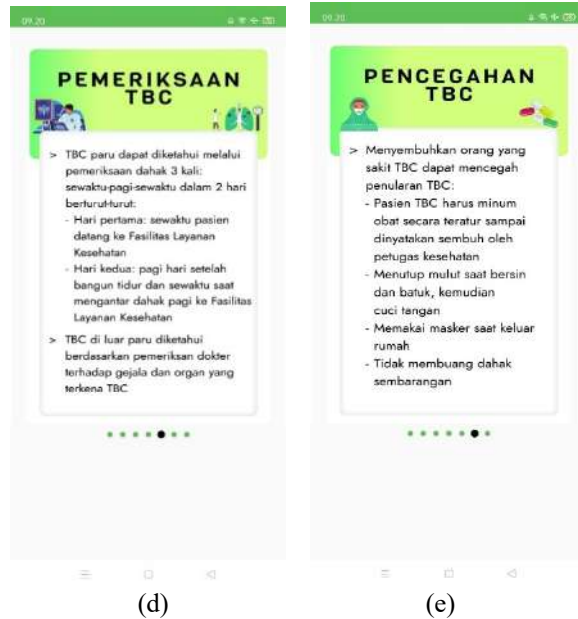 09.20
PEMERIKSAAN
TBC
> TBC paru dapat diketahui melalui
pemeriksaan dahak 3 kali:
sewaktu-pagi-sewaktu dalam 2 hari
berturut-turut:
- Hari pertama: sewaktu pasien
datang ke Fasilitas Layanan
Kesehatan
- Hari kedua: pagi hari setelah
bangun tidur dan sewaktu saat
mengantar dahak pagi ke Fasilitas
Layanan Kesehatan
> TBC di luar paru diketahui
berdasarkan pemeriksan dokter
terhadap gejala dan organ yang
terkena TBC
(d)
09.20
PENCEGAHAN
TBC
> Menyembuhkan orang yang
sakit TBC dapat mencegah
penularan TBC:
- Pasien TBC harus minum
obat secara teratur sampai
dinyatakan sembuh oleh
petugas kesehatan
- Menutup mulut saat bersin
dan batuk, kemudian
cuci tangan
- Memakai masker saat keluar
rumah
- Tidak membuang dahak
sembarangan
(e)